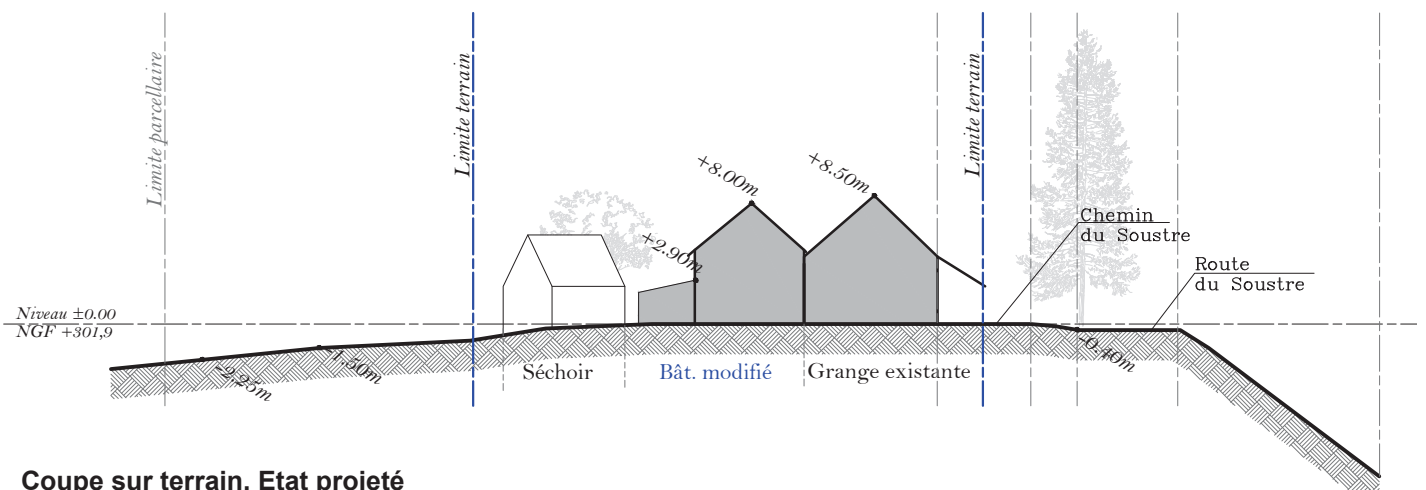 Limite parcellaire
Limite terrain
Limite terrain
+8.00m
+8.50m
+2.90m
Chemin
du Soustre
Route
du Soustre
Niveau ±0.00
NGF +301,9
-2.25m
-1.50m
-0.40m
Séchoir
Bât. modifié
Grange existante
Coupe sur terrain. Etat projeté